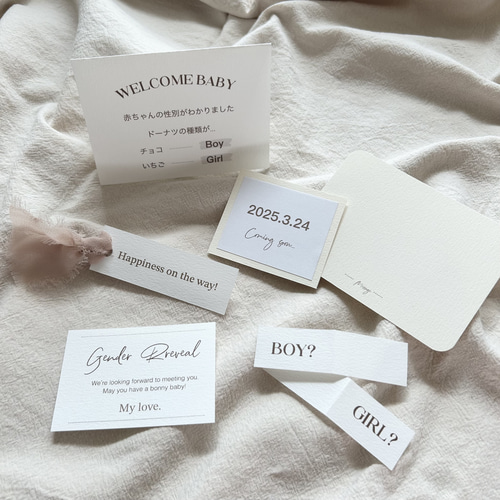 WELCOME BABY
赤ちゃんの性別がわかりました
ドーナツの種類が...
チョコ Boy
いちご Girl
2025.3.24
Coming soon.
Happiness on the way!
Gender Rreveal
We're looking forward to meeting you.
May you have a bonny baby!
My love.
BOY?
GIRL?